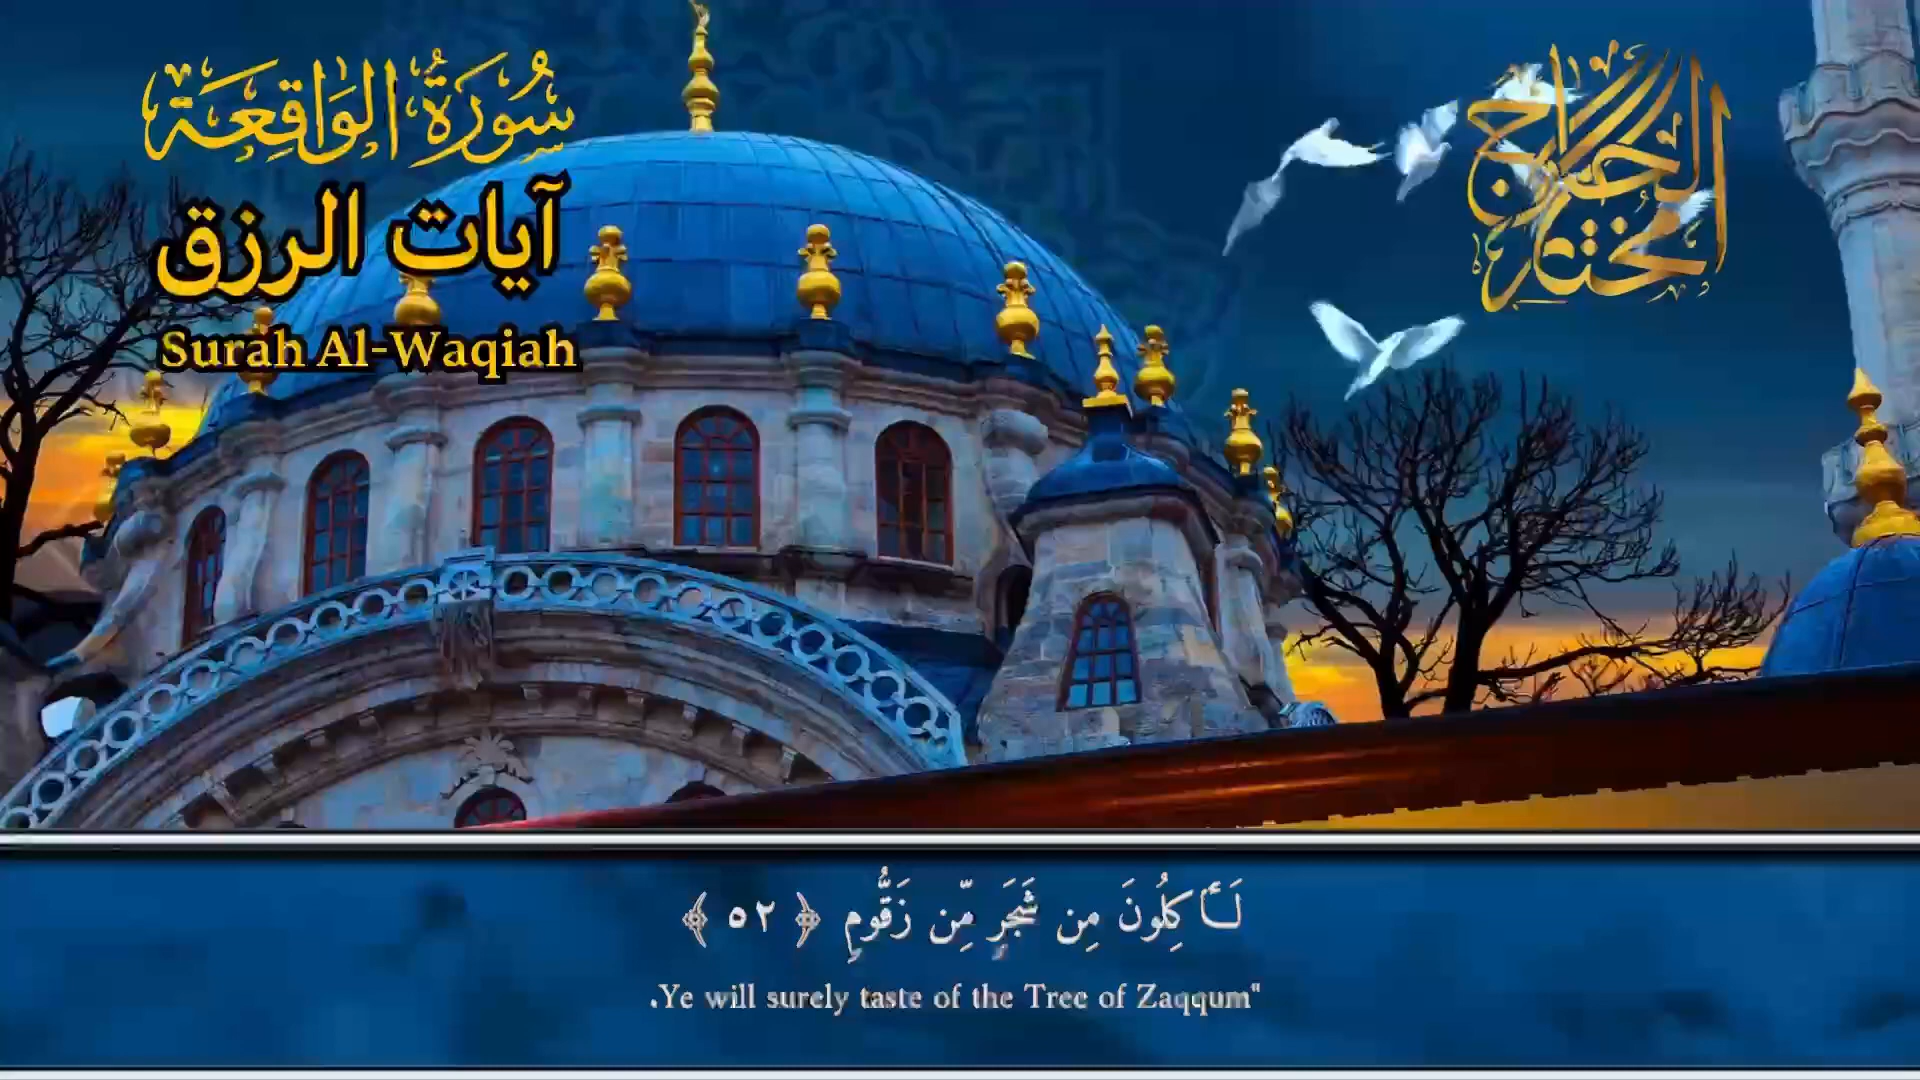 سُورَةُ الوَاقِعَة
آيات الرزق
Surah Al-Waqiah
المختار الحراج
لَـَٔاكِلُونَ مِن شَجَرٍ مِّن زَقُّومٍ ﴿ ٥٢ ﴾
.Ye will surely taste of the Tree of Zaqqum"